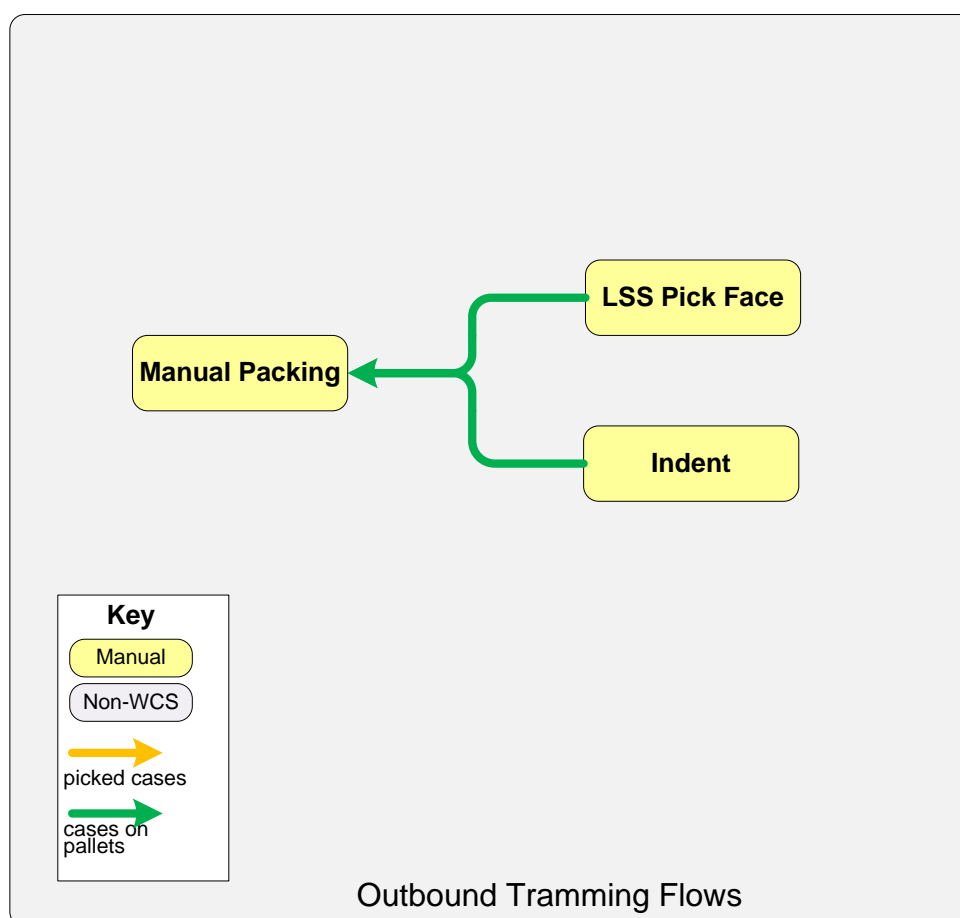 LSS Pick Face
Manual Packing
Indent
Key
Manual
Non-WCS
picked cases
cases on
pallets
Outbound Tramming Flows